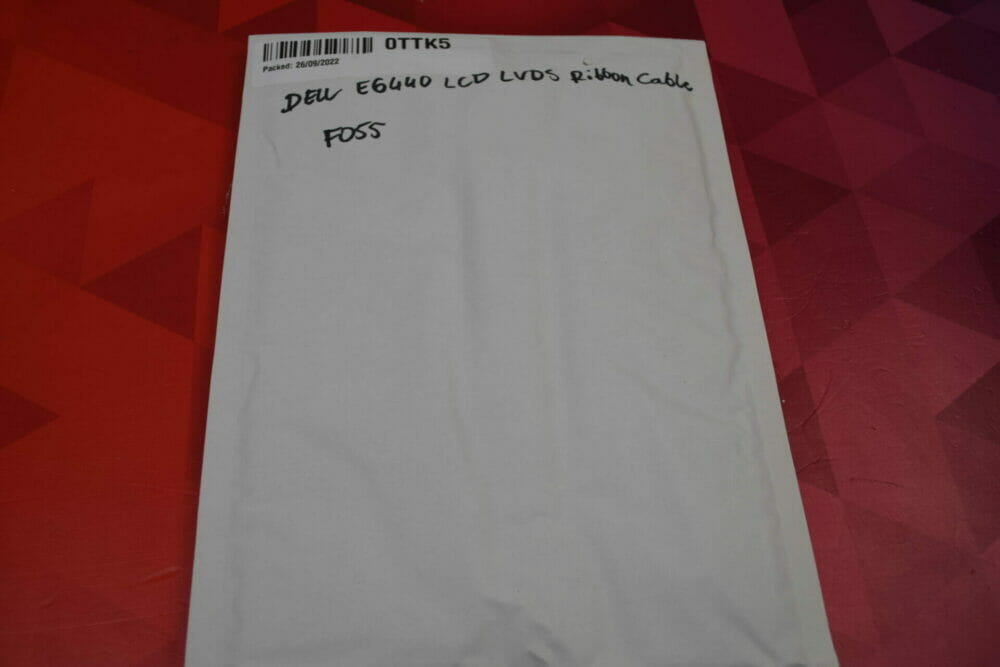 0TTK5
Packed: 26/09/2022
DELL E6440 LCD LVDS Ribbon Cable
F055